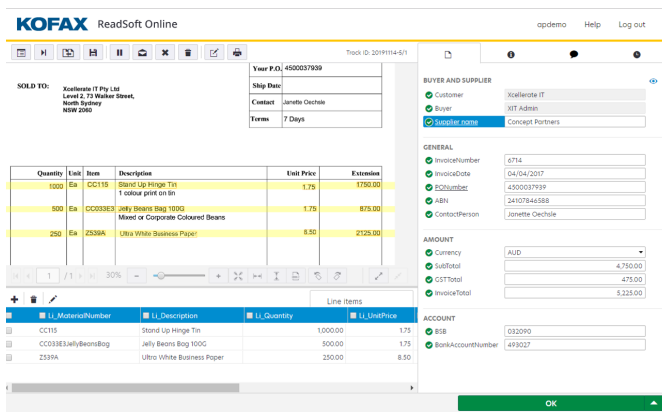 KOFAX ReadSoft Online
apdemo Help Log out
Track ID: 20191114-5/1
Your P.O. 4500037939
SOLD TO: Xcellerate IT Pty Ltd
Level 2, 73 Walker Street,
North Sydney
NSW 2060
Ship Date
Contact Janette Oechsle
Terms 7 Days
Quantity Unit Item Description Unit Price Extension
1000 Ea CC115 Stand Up Hinge Tin 1.75 1750.00
1 colour print on tin
500 Ea CC033E3 Jelly Beans Bag 100G 1.75 875.00
Mixed or Corporate Coloured Beans
250 Ea Z539A Ultra White Business Paper 8.50 2125.00
1 / 1 30%
Line items
Li_MaterialNumber Li_Description Li_Quantity Li_UnitPrice
CC115 Stand Up Hinge Tin 1,000.00 1.75
CC033E3JellyBeansBag Jelly Beans Bag 100G 500.00 1.75
Z539A Ultra White Business Paper 250.00 8.50
BUYER AND SUPPLIER
Customer Xcellerate IT
Buyer XIT Admin
Supplier name Concept Partners
GENERAL
InvoiceNumber 6714
InvoiceDate 04/04/2017
PONumber 4500037939
ABN 24107846588
ContactPerson Janette Oechsle
AMOUNT
Currency AUD
SubTotal 4,750.00
GSTTotal 475.00
InvoiceTotal 5,225.00
ACCOUNT
BSB 032090
BankAccountNumber 493027
OK